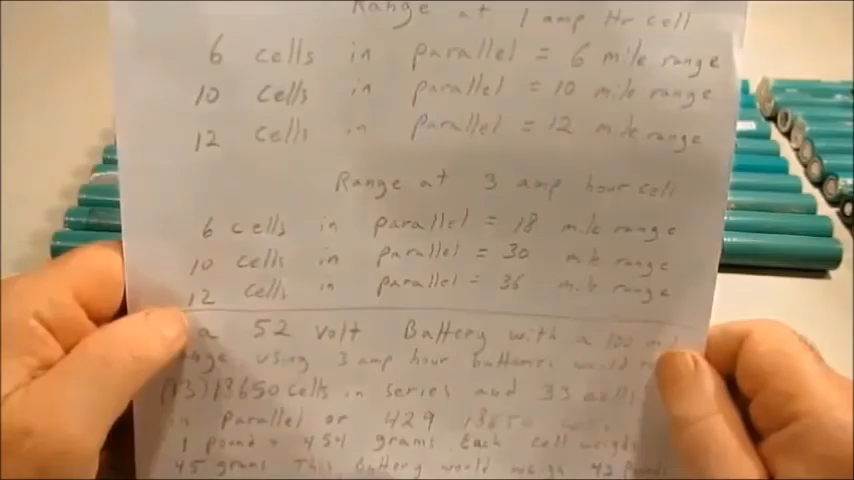 Range at 1 amp Hr cell
6 cells in parallel = 6 mile range
10 cells in parallel = 10 mile range
12 cells in parallel = 12 mile range
Range at 3 amp hour cell
6 cells in parallel = 18 mile range
10 cells in parallel = 30 mile range
12 cells in parallel = 36 mile range
a 52 volt Battery with a 100
using 3 amp hour batteries would
(13) 18650 cells in series and 33 cells
in parallel or 429 18650 cells
1 pound = 454 grams. Each cell weighs
45 grams This Battery would weigh 42 pounds